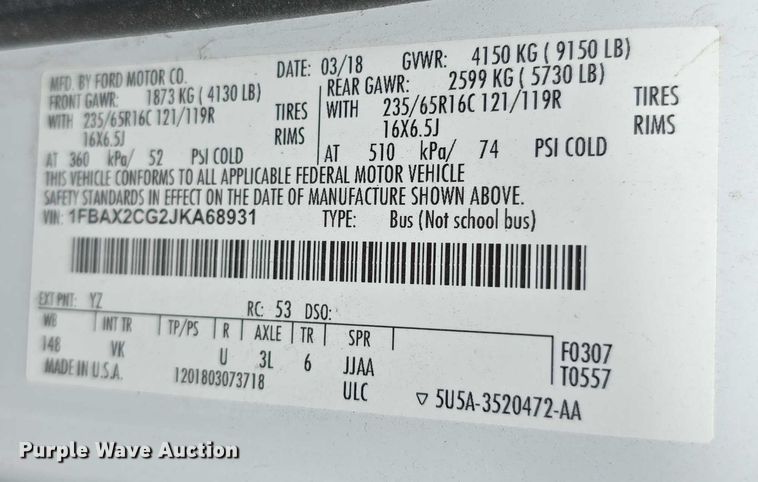 MFD. BY FORD MOTOR CO. DATE: 03/18 GVWR: 4150 KG ( 9150 LB)
FRONT GAWR: 1873 KG ( 4130 LB) REAR GAWR: 2599 KG ( 5730 LB)
WITH 235/65R16C 121/119R TIRES WITH 235/65R16C 121/119R TIRES
16X6.5J RIMS 16X6.5J RIMS
AT 360 kPa/ 52 PSI COLD AT 510 kPa/ 74 PSI COLD
THIS VEHICLE CONFORMS TO ALL APPLICABLE FEDERAL MOTOR VEHICLE
SAFETY STANDARDS IN EFFECT ON THE DATE OF MANUFACTURE SHOWN ABOVE.
VIN: 1FBAX2CG2JKA68931 TYPE: Bus (Not school bus)
EXT PNT: YZ RC: 53 DSO:
WB INT TR TP/PS R AXLE TR SPR
148 VK U 3L 6 JJAA F0307
MADE IN U.S.A. 1201803073718 ULC T0557
5U5A-3520472-AA
Purple Wave Auction